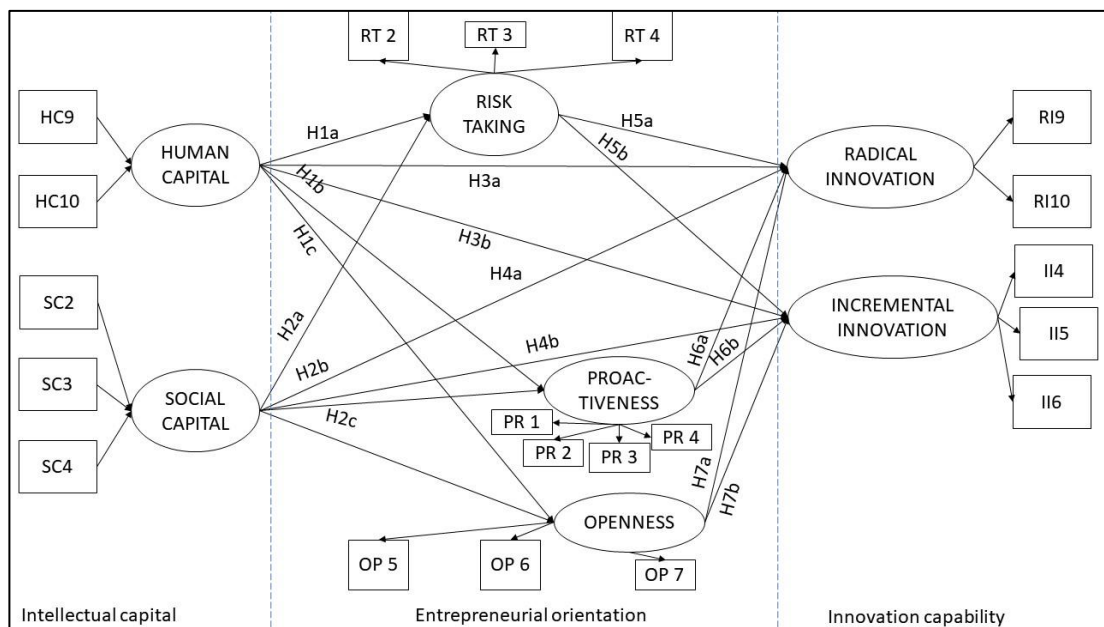 RT 2
RT 3
RT 4
HC9
HC10
HUMAN
CAPITAL
RISK
TAKING
H1a
H1b
H1c
H3a
H3b
H5a
H5b
RADICAL
INNOVATION
RI9
RI10
SC2
SC3
SC4
SOCIAL
CAPITAL
H2a
H2b
H2c
H4a
H4b
INCREMENTAL
INNOVATION
II4
II5
II6
PROAC-
TIVENESS
H6a
H6b
PR 1
PR 2
PR 3
PR 4
OPENNESS
H7a
H7b
OP 5
OP 6
OP 7
Intellectual capital
Entrepreneurial orientation
Innovation capability